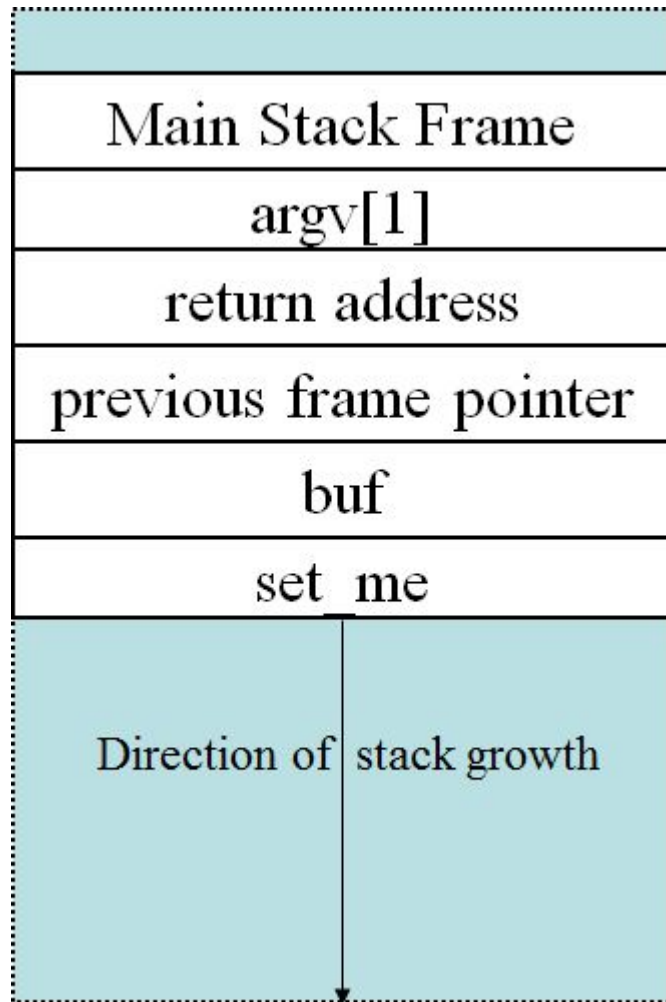 Main Stack Frame
argv[1]
return address
previous frame pointer
buf
set_me
Direction of stack growth